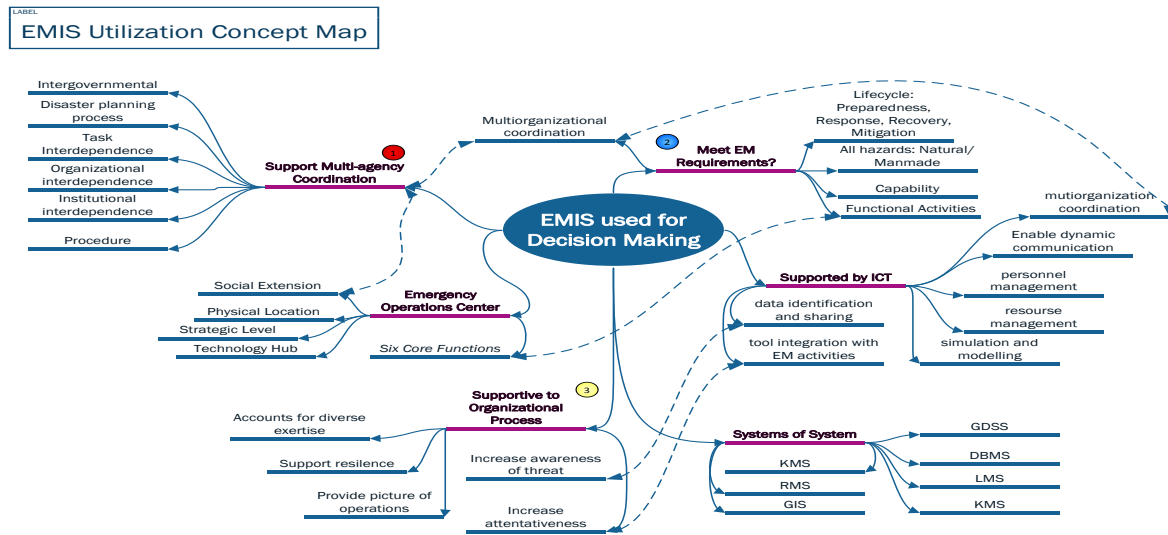 LABEL
EMIS Utilization Concept Map
Intergovernmental
Disaster planning
process
Task
Interdependence
Organizational
interdependence
Institutional
interdependence
Procedure
1
Support Multi-agency
Coordination
Multiorganizational
coordination
2
Meet EM
Requirements?
Lifecycle:
Preparedness,
Response, Recovery,
Mitigation
All hazards: Natural/
Manmade
Capability
Functional Activities
EMIS used for
Decision Making
mutiorganization
coordination
Enable dynamic
communication
personnel
management
resourse
management
simulation and
modelling
Supported by ICT
data identification
and sharing
tool integration with
EM activities
Social Extension
Physical Location
Strategic Level
Technology Hub
Emergency
Operations Center
Six Core Functions
3
Supportive to
Organizational
Process
Accounts for diverse
exertise
Support resilence
Provide picture of
operations
Increase awareness
of threat
Increase
attentativeness
Systems of System
KMS
RMS
GIS
GDSS
DBMS
LMS
KMS